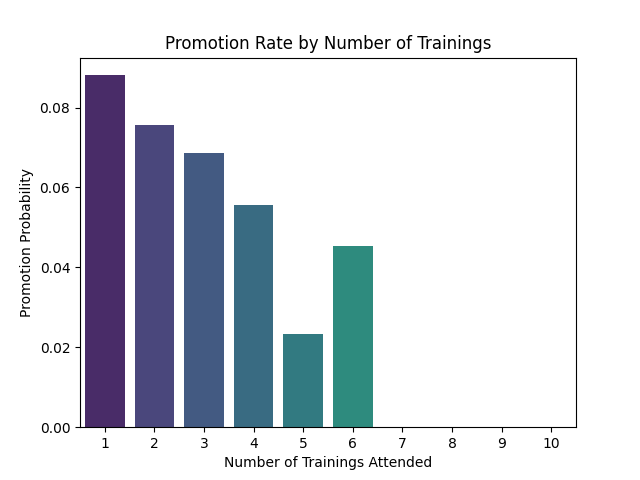 Promotion Rate by Number of Trainings
Promotion Probability
0.08
0.06
0.04
0.02
0.00
1 2 3 4 5 6 7 8 9 10
Number of Trainings Attended